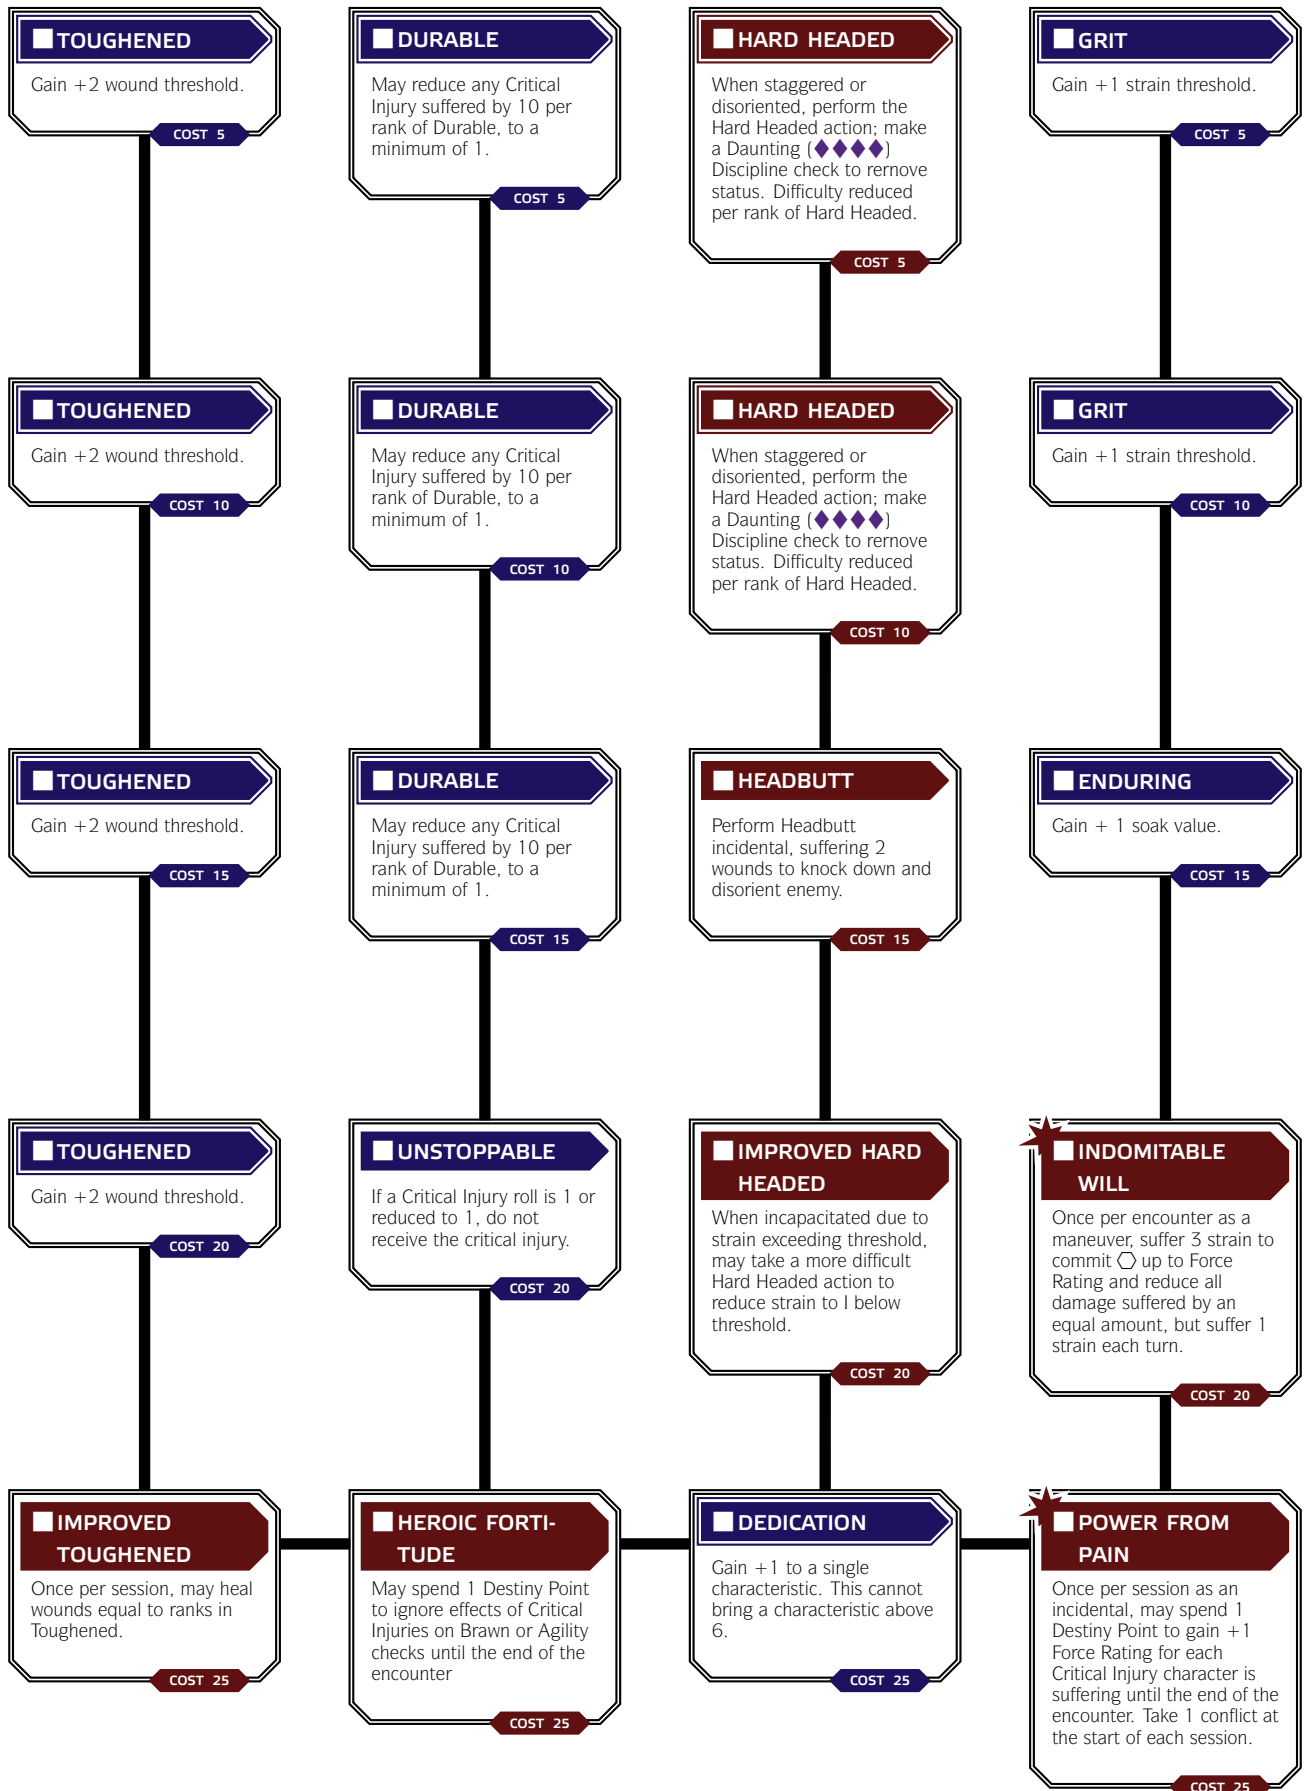 TOUGHENED
Gain +2 wound threshold.
COST 5
DURABLE
May reduce any Critical
Injury suffered by 10 per
rank of Durable, to a
minimum of 1.
COST 5
HARD HEADED
When staggered or
disoriented, perform the
Hard Headed action; make
a Daunting (◆◆◆◆)
Discipline check to rernove
status. Difficulty reduced
per rank of Hard Headed.
COST 5
GRIT
Gain +1 strain threshold.
COST 5
TOUGHENED
Gain +2 wound threshold.
COST 10
DURABLE
May reduce any Critical
Injury suffered by 10 per
rank of Durable, to a
minimum of 1.
COST 10
HARD HEADED
When staggered or
disoriented, perform the
Hard Headed action; make
a Daunting (◆◆◆◆)
Discipline check to rernove
status. Difficulty reduced
per rank of Hard Headed.
COST 10
GRIT
Gain +1 strain threshold.
COST 10
TOUGHENED
Gain +2 wound threshold.
COST 15
DURABLE
May reduce any Critical
Injury suffered by 10 per
rank of Durable, to a
minimum of 1.
COST 15
HEADBUTT
Perform Headbutt
incidental, suffering 2
wounds to knock down and
disorient enemy.
COST 15
ENDURING
Gain + 1 soak value.
COST 15
TOUGHENED
Gain +2 wound threshold.
COST 20
UNSTOPPABLE
If a Critical Injury roll is 1 or
reduced to 1, do not
receive the critical injury.
COST 20
IMPROVED HARD
HEADED
When incapacitated due to
strain exceeding threshold,
may take a more difficult
Hard Headed action to
reduce strain to I below
threshold.
COST 20
INDOMITABLE
WILL
Once per encounter as a
maneuver, suffer 3 strain to
commit ⬡ up to Force
Rating and reduce all
damage suffered by an
equal amount, but suffer 1
strain each turn.
COST 20
IMPROVED
TOUGHENED
Once per session, may heal
wounds equal to ranks in
Toughened.
COST 25
HEROIC FORTI-
TUDE
May spend 1 Destiny Point
to ignore effects of Critical
Injuries on Brawn or Agility
checks until the end of the
encounter
COST 25
DEDICATION
Gain +1 to a single
characteristic. This cannot
bring a characteristic above
6.
COST 25
POWER FROM
PAIN
Once per session as an
incidental, may spend 1
Destiny Point to gain +1
Force Rating for each
Critical Injury character is
suffering until the end of the
encounter. Take 1 conflict at
the start of each session.
COST 25